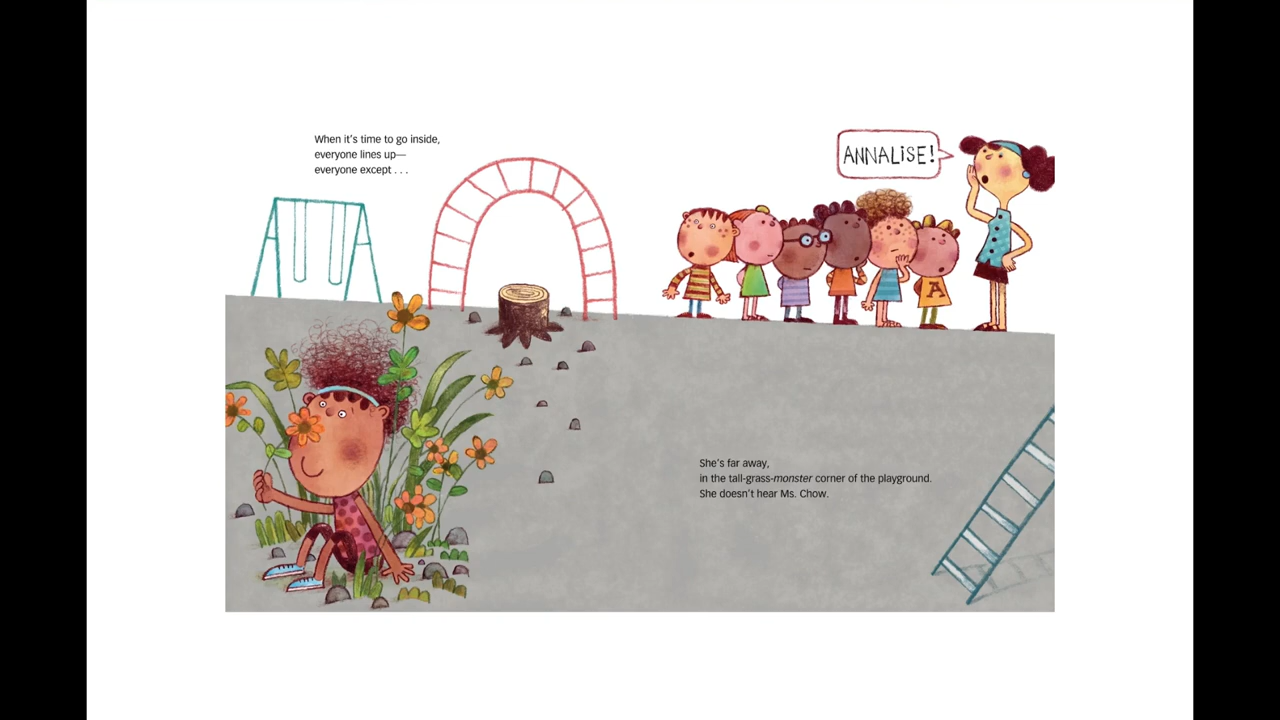 When it's time to go inside,
everyone lines up—
everyone except . . .
ANNALISE!
A
She's far away,
in the tall-grass-monster corner of the playground.
She doesn't hear Ms. Chow.